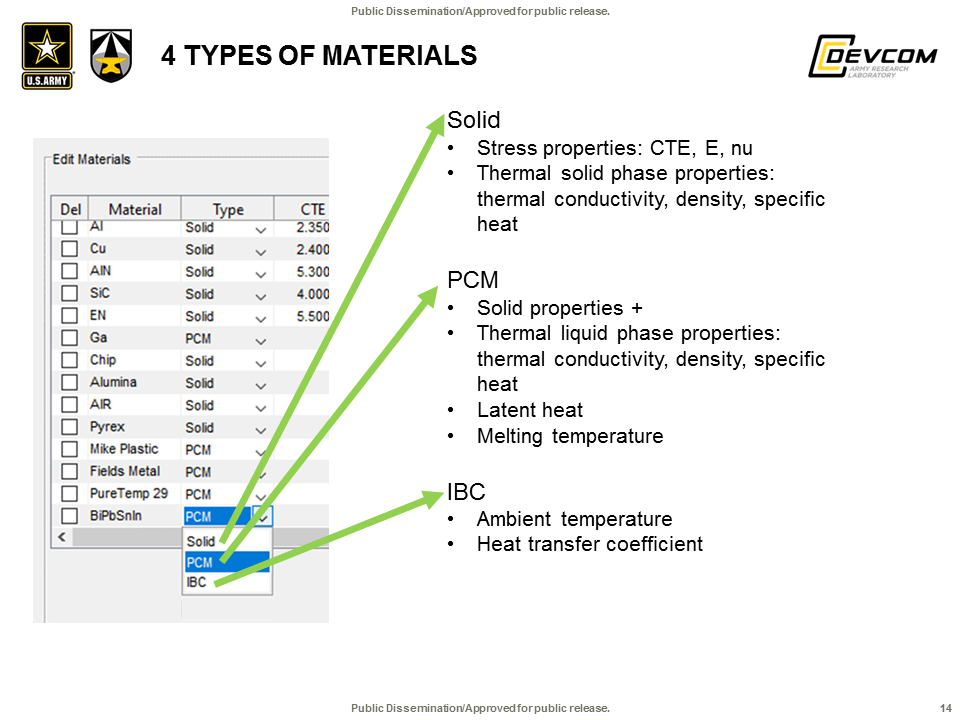 Public Dissemination/Approved for public release.
U.S.ARMY
4 TYPES OF MATERIALS
DEVCOM
ARMY RESEARCH
LABORATORY
Edit Materials
Del Material Type CTE
Al Solid 2.350
Cu Solid 2.400
AlN Solid 5.300
SiC Solid 4.000
EN Solid 5.500
Ga PCM
Chip Solid
Alumina Solid
AIR Solid
Pyrex Solid
Mike Plastic PCM
Fields Metal PCM
PureTemp 29 PCM
BiPbSnIn PCM
<
Solid
PCM
IBC
Solid
• Stress properties: CTE, E, nu
• Thermal solid phase properties:
thermal conductivity, density, specific
heat
PCM
• Solid properties +
• Thermal liquid phase properties:
thermal conductivity, density, specific
heat
• Latent heat
• Melting temperature
IBC
• Ambient temperature
• Heat transfer coefficient
Public Dissemination/Approved for public release.
14